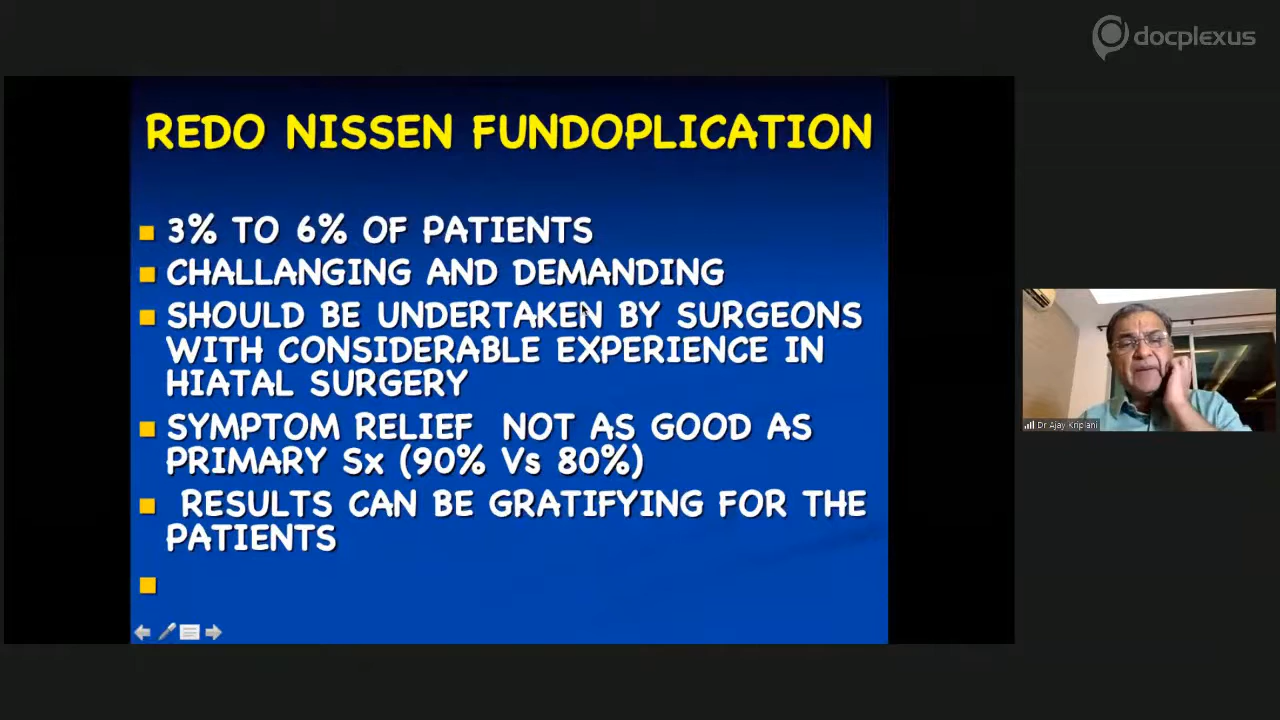 docplexus
REDO NISSEN FUNDOPLICATION
3% TO 6% OF PATIENTS
CHALLANGING AND DEMANDING
SHOULD BE UNDERTAKEN BY SURGEONS
WITH CONSIDERABLE EXPERIENCE IN
HIATAL SURGERY
SYMPTOM RELIEF NOT AS GOOD AS
PRIMARY Sx (90% Vs 80%)
RESULTS CAN BE GRATIFYING FOR THE
PATIENTS
Dr Ajay Kriplani